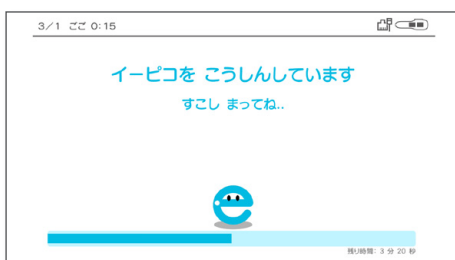 3/1 ごご 0:15
イーピコを こうしんしています
すこし まってね..
残り時間: 3 分 20 秒